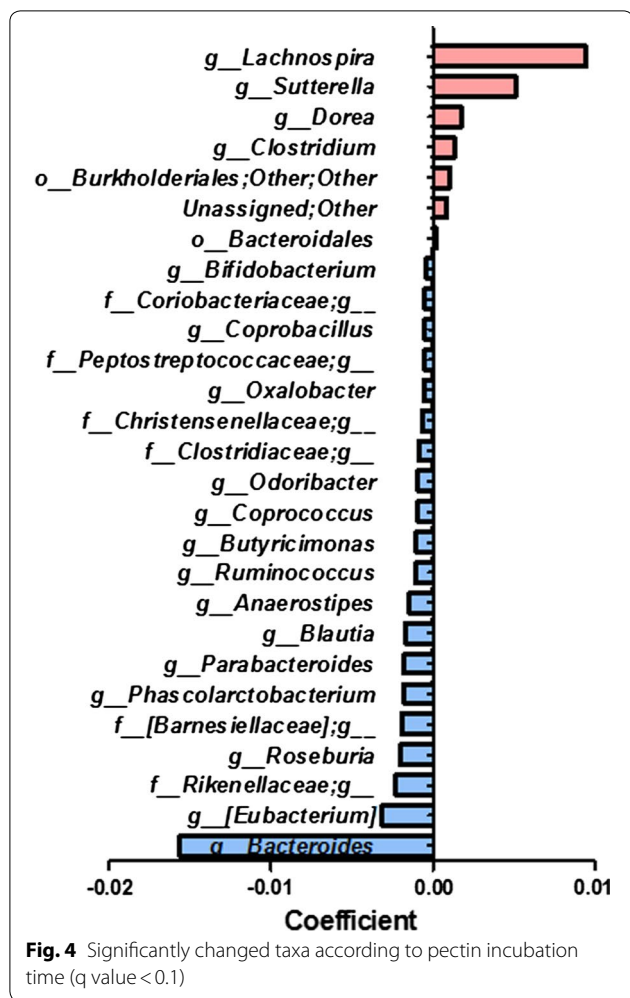 g__Lachnospira
g__Sutterella
g__Dorea
g__Clostridium
o__Burkholderiales;Other;Other
Unassigned;Other
o__Bacteroidales
g__Bifidobacterium
f__Coriobacteriaceae;g__
g__Coprobacillus
f__Peptostreptococcaceae;g__
g__Oxalobacter
f__Christensenellaceae;g__
f__Clostridiaceae;g__
g__Odoribacter
g__Coprococcus
g__Butyricimonas
g__Ruminococcus
g__Anaerostipes
g__Blautia
g__Parabacteroides
g__Phascolarctobacterium
f__[Barnesiellaceae];g__
g__Roseburia
f__Rikenellaceae;g__
g__[Eubacterium]
g__Bacteroides
-0.02 -0.01 0.00 0.01
Coefficient
Fig. 4 Significantly changed taxa according to pectin incubation
time (q value < 0.1)